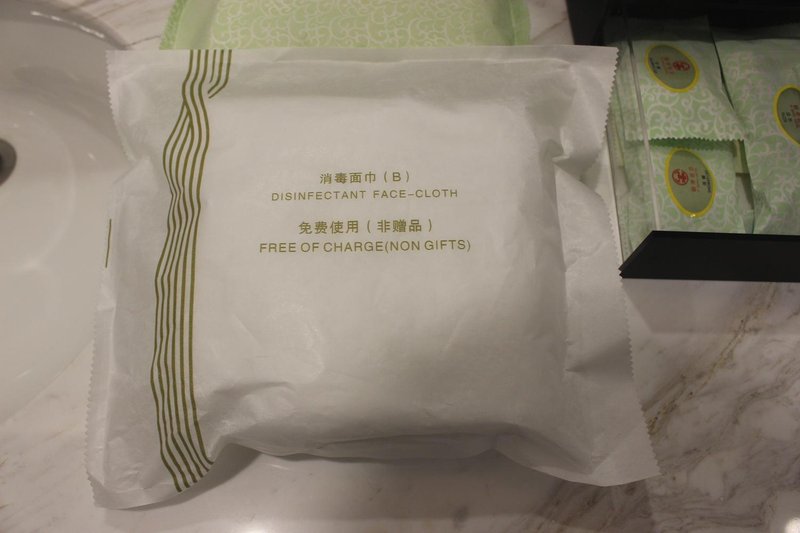 消毒面巾（B）
DISINFECTANT FACE-CLOTH
免费使用（非赠品）
FREE OF CHARGE(NON GIFTS)